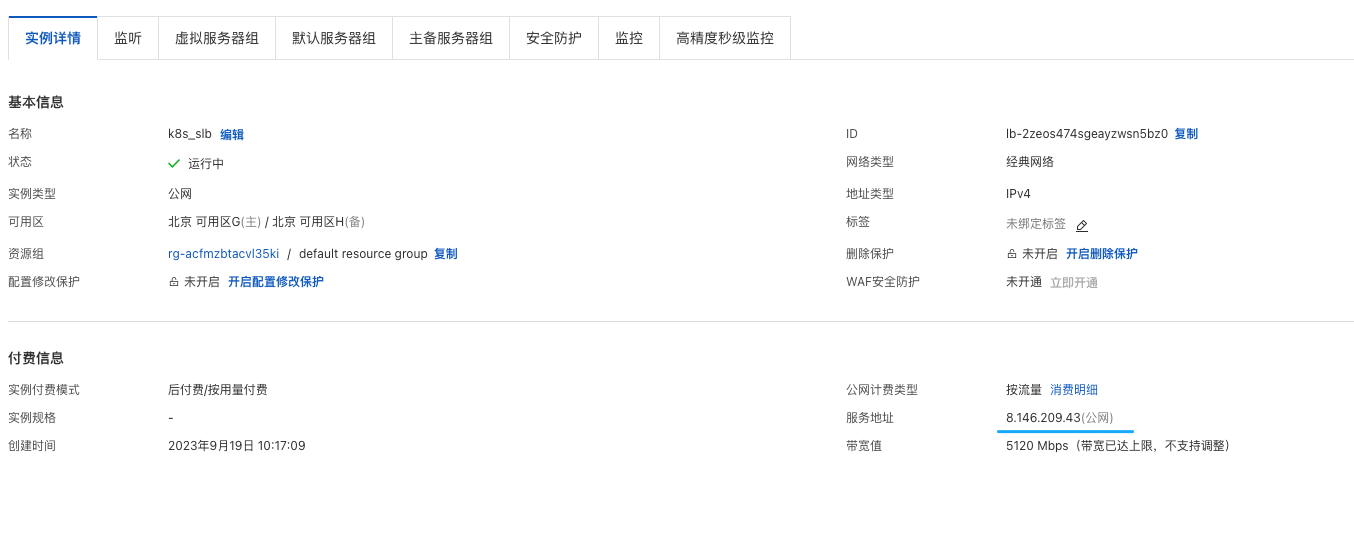 实例详情 监听 虚拟服务器组 默认服务器组 主备服务器组 安全防护 监控 高精度秒级监控
基本信息
名称 k8s_slb 编辑 ID lb-2zeos474sgeayzwsn5bz0 复制
状态 运行中 网络类型 经典网络
实例类型 公网 地址类型 IPv4
可用区 北京 可用区G(主) / 北京 可用区H(备) 标签 未绑定标签
资源组 rg-acfmzbtacvl35ki / default resource group 复制 删除保护 未开启 开启删除保护
配置修改保护 未开启 开启配置修改保护 WAF安全防护 未开通 立即开通
付费信息
实例付费模式 后付费/按用量付费 公网计费类型 按流量 消费明细
实例规格 - 服务地址 8.146.209.43(公网)
创建时间 2023年9月19日 10:17:09 带宽值 5120 Mbps（带宽已达上限，不支持调整）